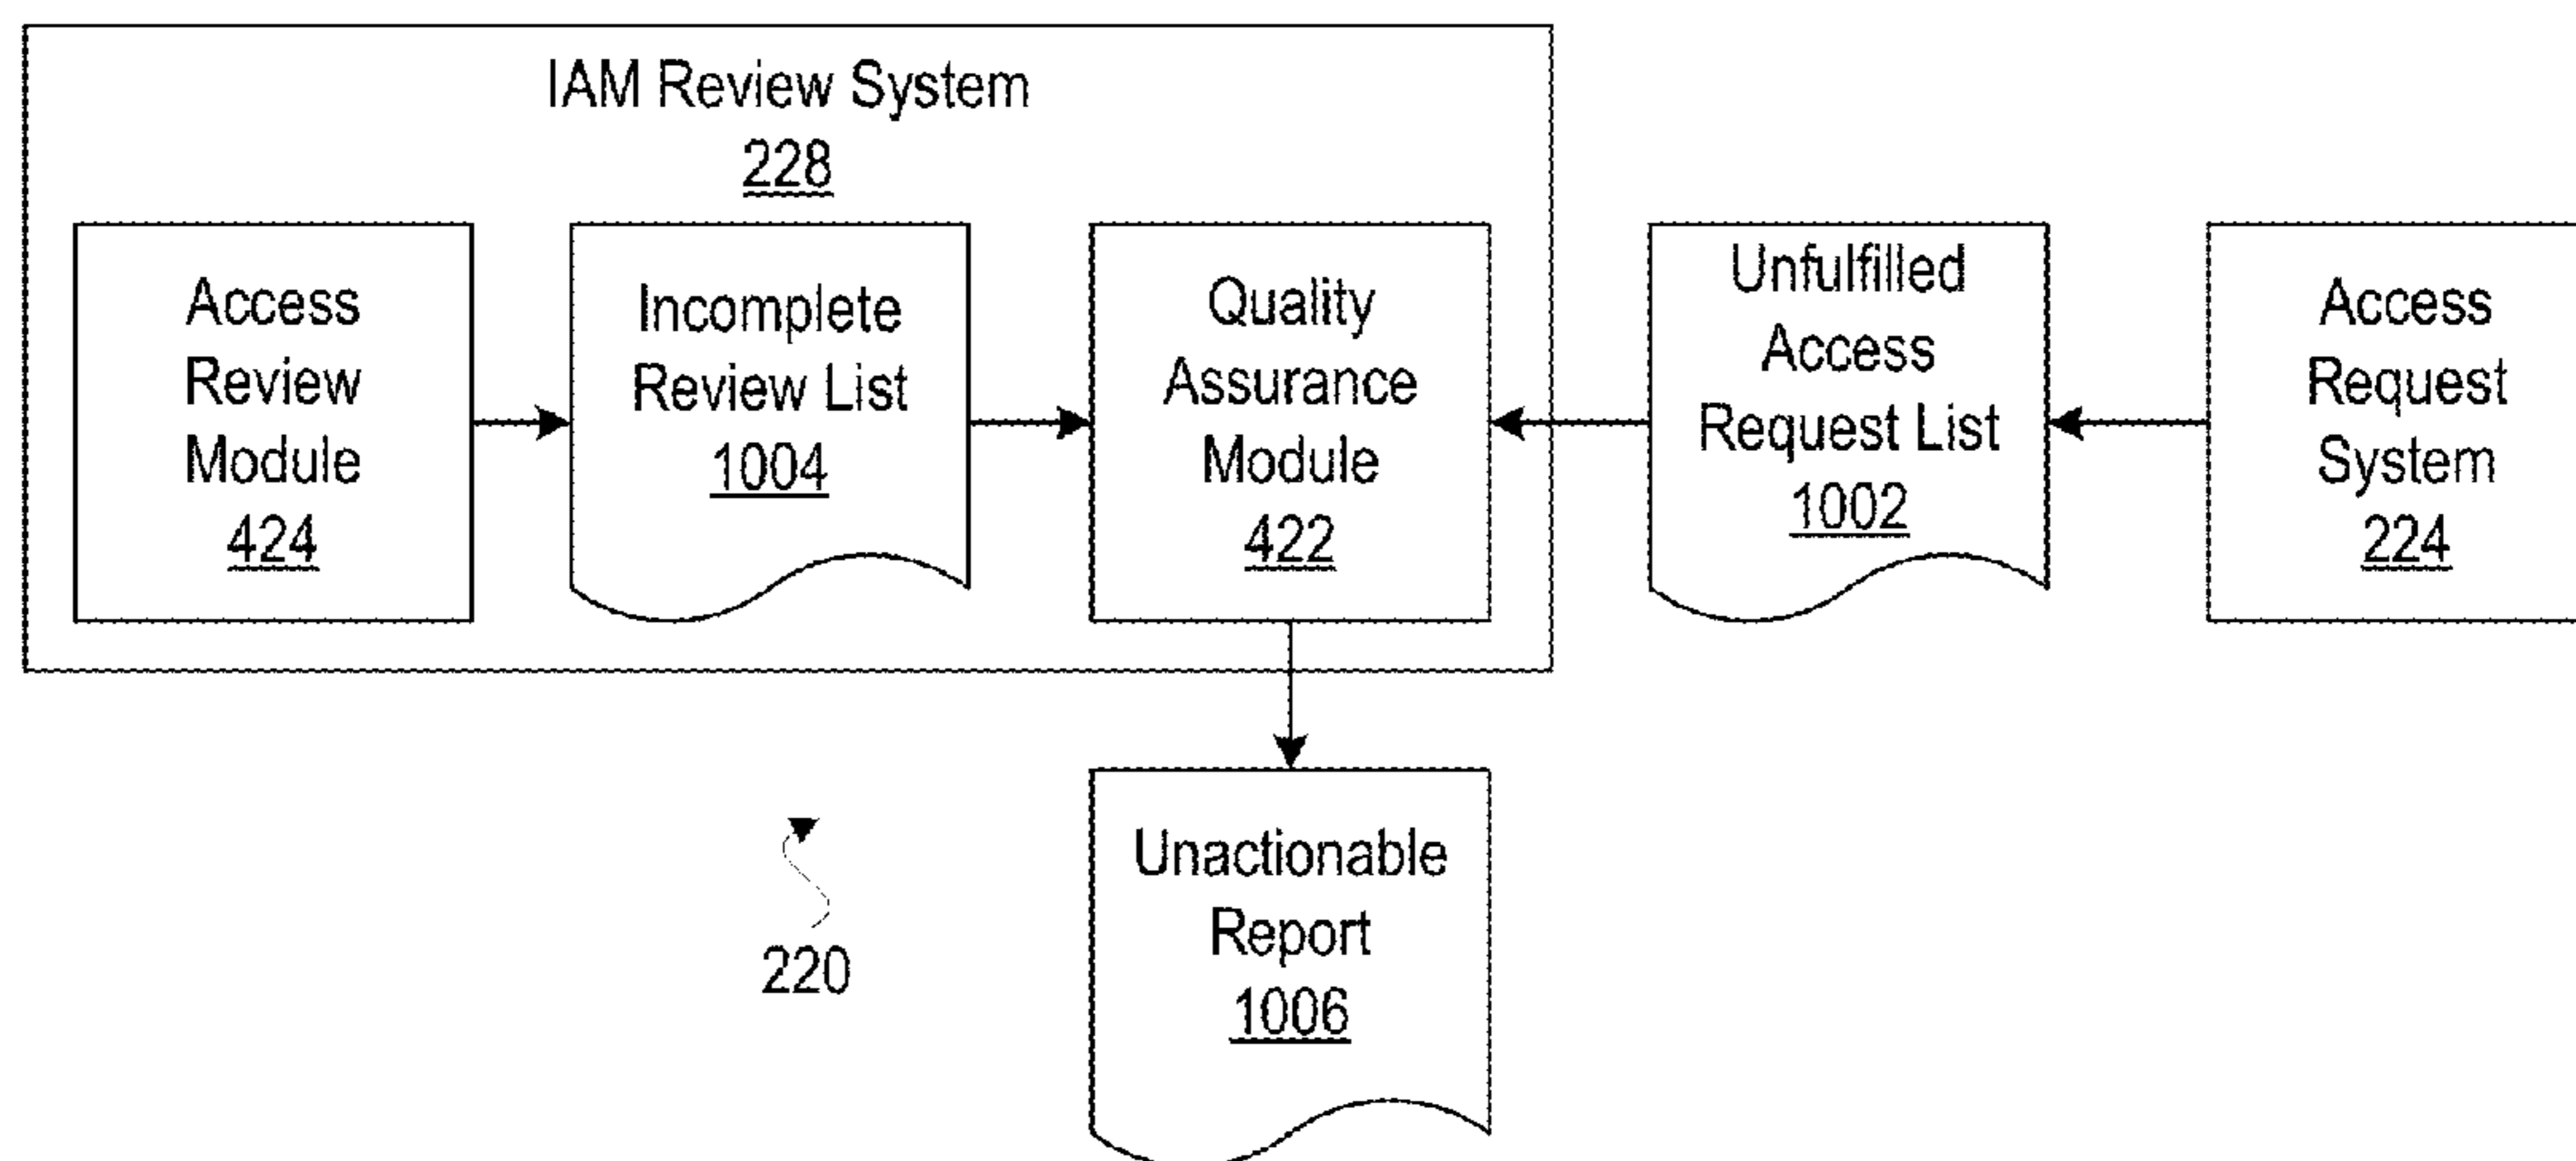 IAM Review System
228
Access
Review
Module
424
Incomplete
Review List
1004
Quality
Assurance
Module
422
Unfulfilled
Access
Request List
1002
Access
Request
System
224
Unactionable
Report
1006
220